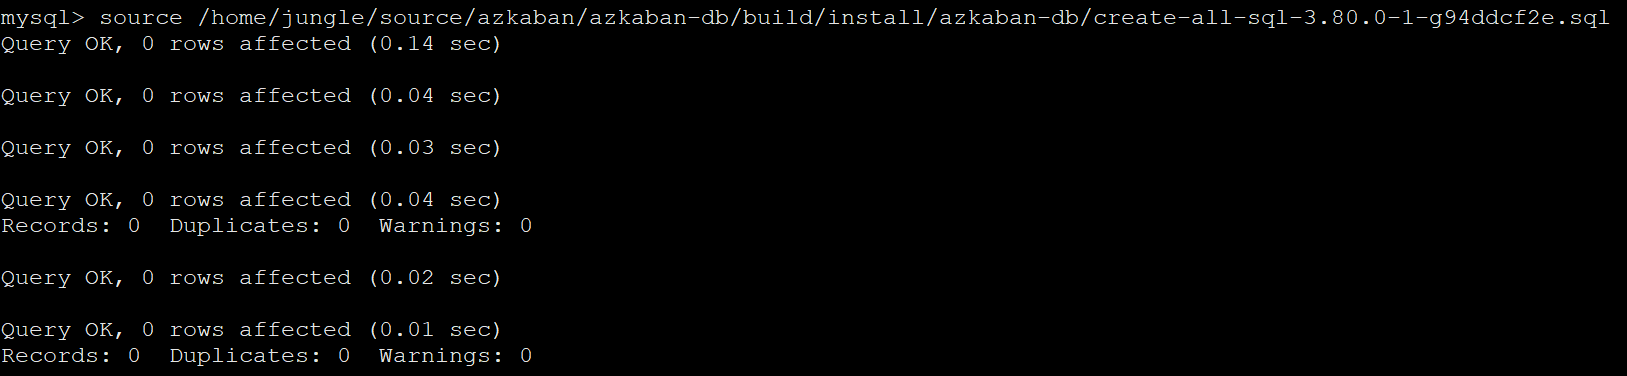 mysql> source /home/jungle/source/azkaban/azkaban-db/build/install/azkaban-db/create-all-sql-3.80.0-1-g94ddcf2e.sql
Query OK, 0 rows affected (0.14 sec)
Query OK, 0 rows affected (0.04 sec)
Query OK, 0 rows affected (0.03 sec)
Query OK, 0 rows affected (0.04 sec)
Records: 0  Duplicates: 0  Warnings: 0
Query OK, 0 rows affected (0.02 sec)
Query OK, 0 rows affected (0.01 sec)
Records: 0  Duplicates: 0  Warnings: 0